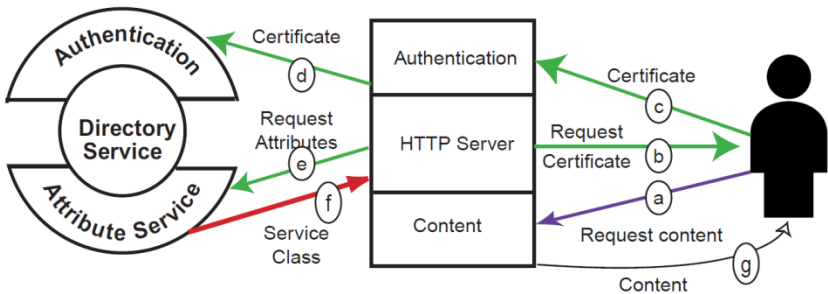 Authentication
Directory
Service
Attribute Service
Certificate
d
Request
Attributes
e
f
Service
Class
Authentication
HTTP Server
Content
Certificate
c
Request
Certificate
b
a
Request content
g
Content